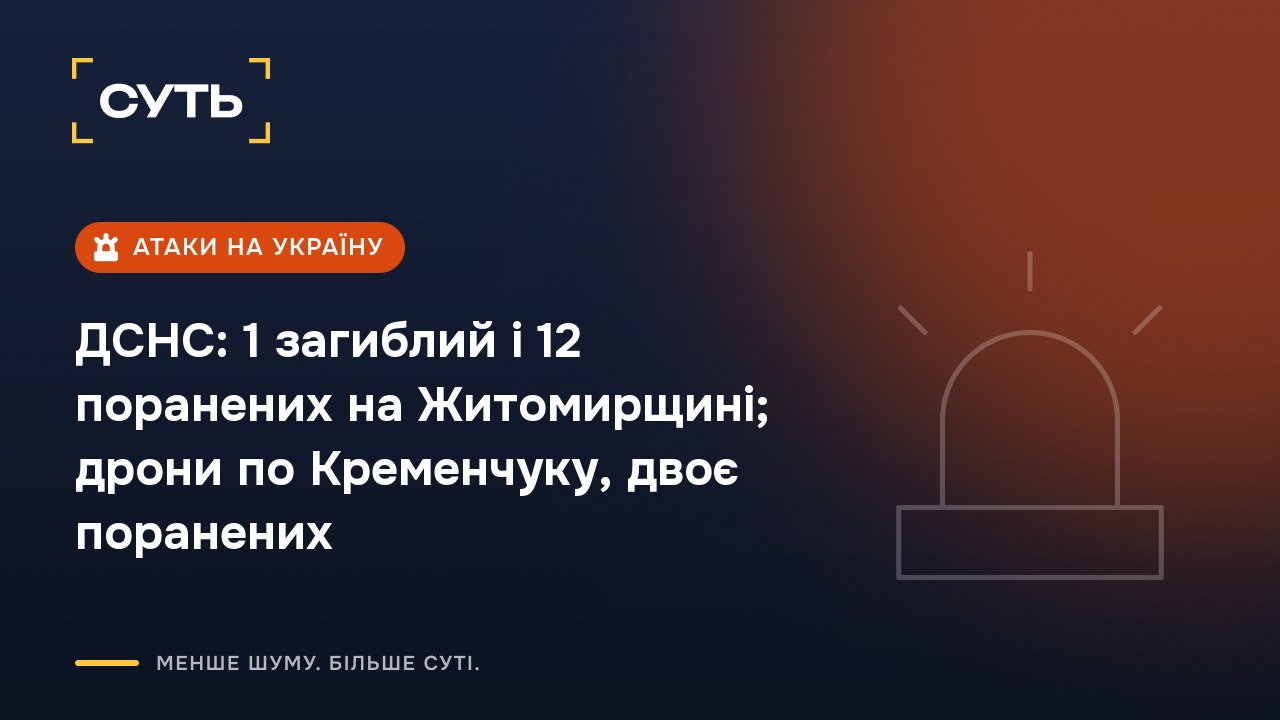 СУТЬ
АТАКИ НА УКРАЇНУ
ДСНС: 1 загиблий і 12
поранених на Житомирщині;
дрони по Кременчуку, двоє
поранених
МЕНШЕ ШУМУ. БІЛЬШЕ СУТІ.